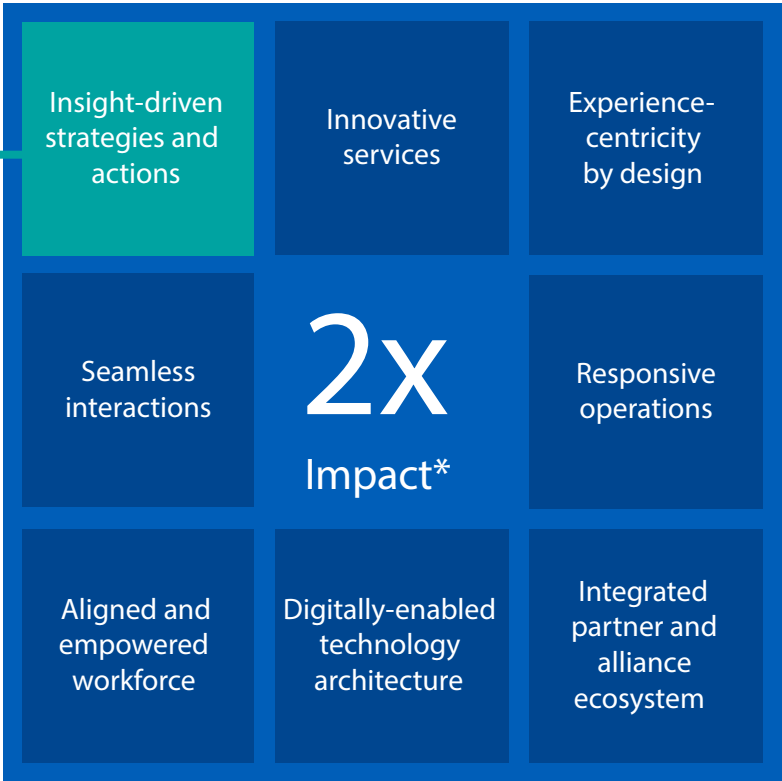 Insight-driven
strategies and
actions
Innovative
services
Experience-
centricity
by design
Seamless
interactions
2x
Impact*
Responsive
operations
Aligned and
empowered
workforce
Digitally-enabled
technology
architecture
Integrated
partner and
alliance
ecosystem